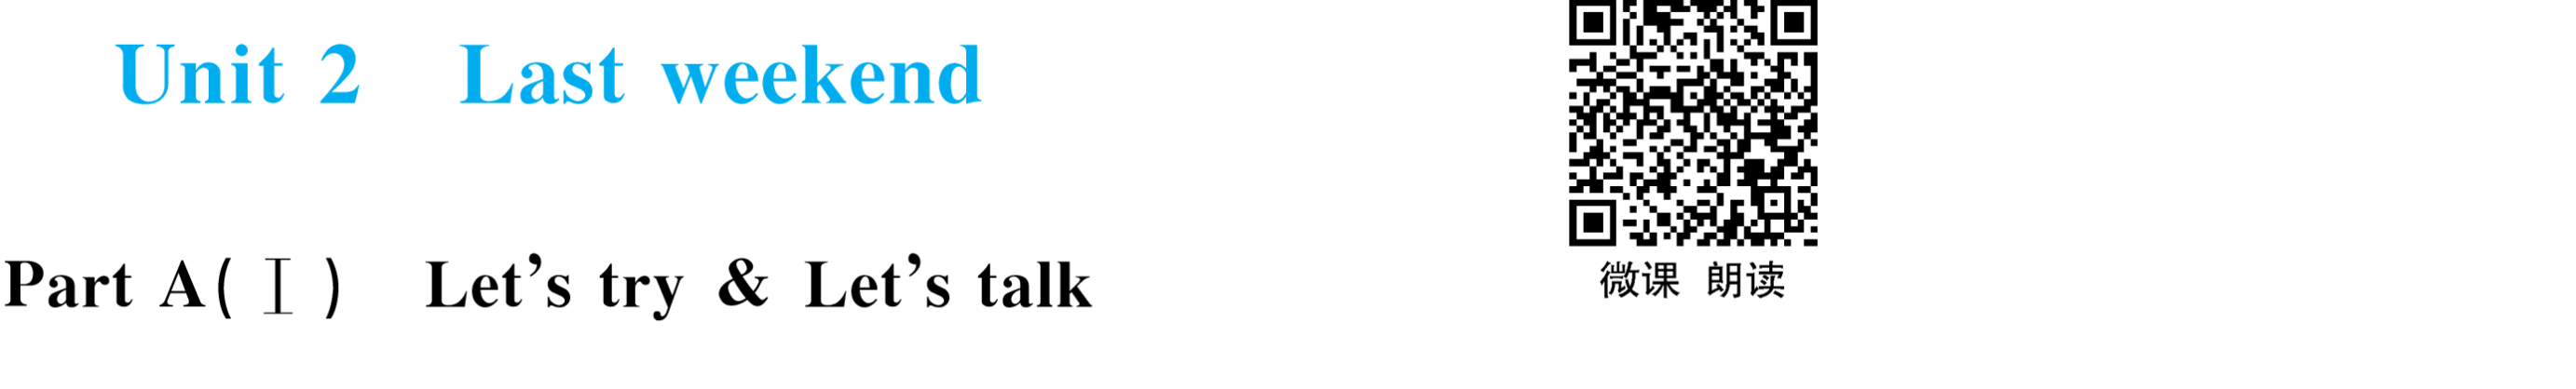 Unit 2 Last weekend
Part A(Ⅰ) Let's try & Let's talk
微课 朗读